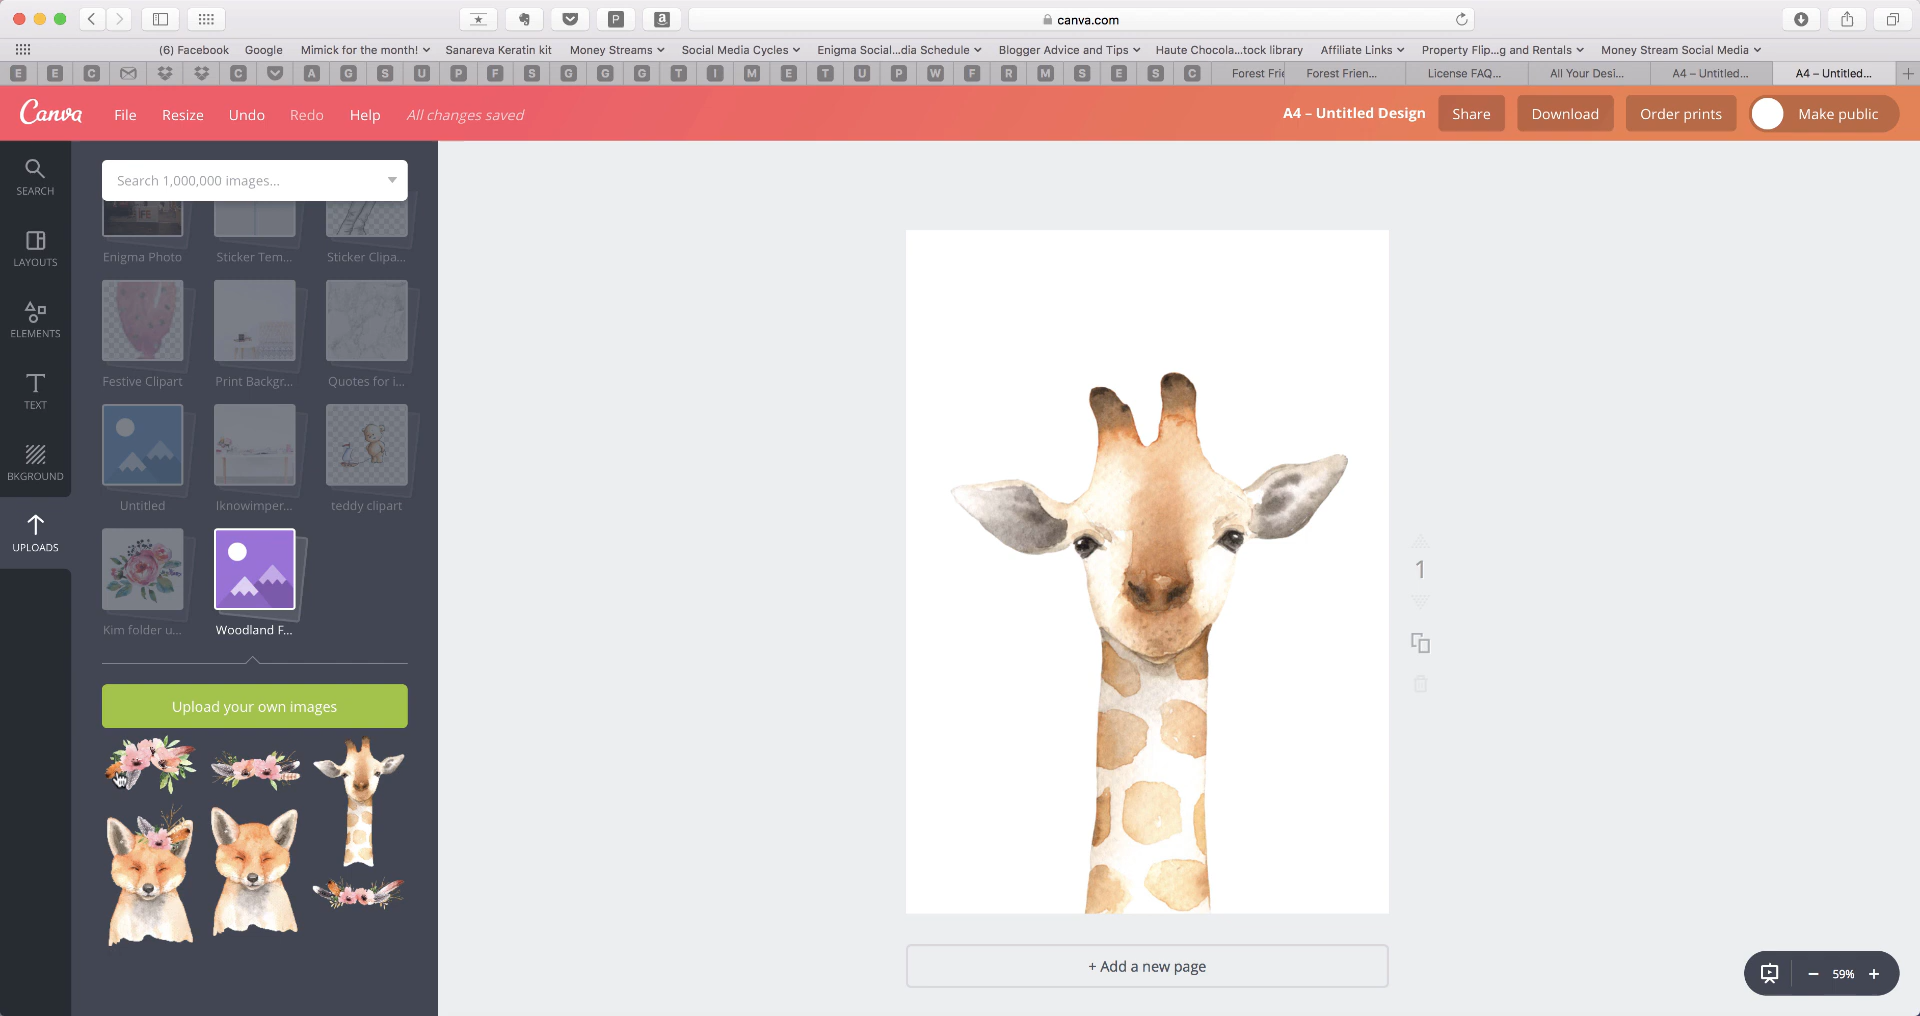 canva.com
(6) Facebook Google Mimick for the month! Sanareva Keratin kit Money Streams Social Media Cycles Enigma Social...dia Schedule Blogger Advice and Tips Haute Chocola...tock library Affiliate Links Property Flip...g and Rentals Money Stream Social Media
E E C C A G S U P F S G G G T I M E T U P W F R M S E S C Forest Frie Forest Frien... License FAQ... All Your Desi... A4 – Untitled... A4 – Untitled...
Canva File Resize Undo Redo Help All changes saved A4 – Untitled Design Share Download Order prints Make public
Search 1,000,000 images...
SEARCH
LAYOUTS
ELEMENTS
TEXT
BKGROUND
UPLOADS
Enigma Photo Sticker Tem... Sticker Clipa...
Festive Clipart Print Backgr... Quotes for i...
Untitled Iknowimper... teddy clipart
Kim folder u... Woodland F...
Upload your own images
1
+ Add a new page
59%